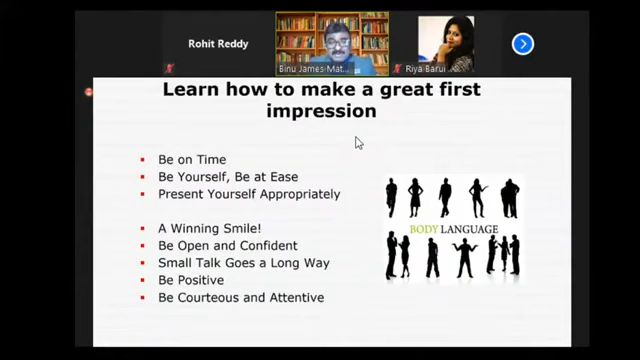 Rohit Reddy
Binu James-Mat...
Riya Barui
Learn how to make a great first
impression
Be on Time
Be Yourself, Be at Ease
Present Yourself Appropriately
A Winning Smile!
Be Open and Confident
Small Talk Goes a Long Way
Be Positive
Be Courteous and Attentive
BODY LANGUAGE